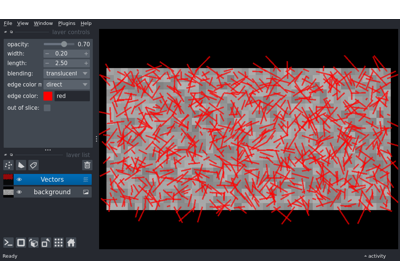 File View Window Plugins Help
layer controls
opacity: 0.70
width: 0.20
length: 2.50
blending: translucent
edge color m direct
edge color: red
out of slice:
layer list
Vectors
background
Ready
activity